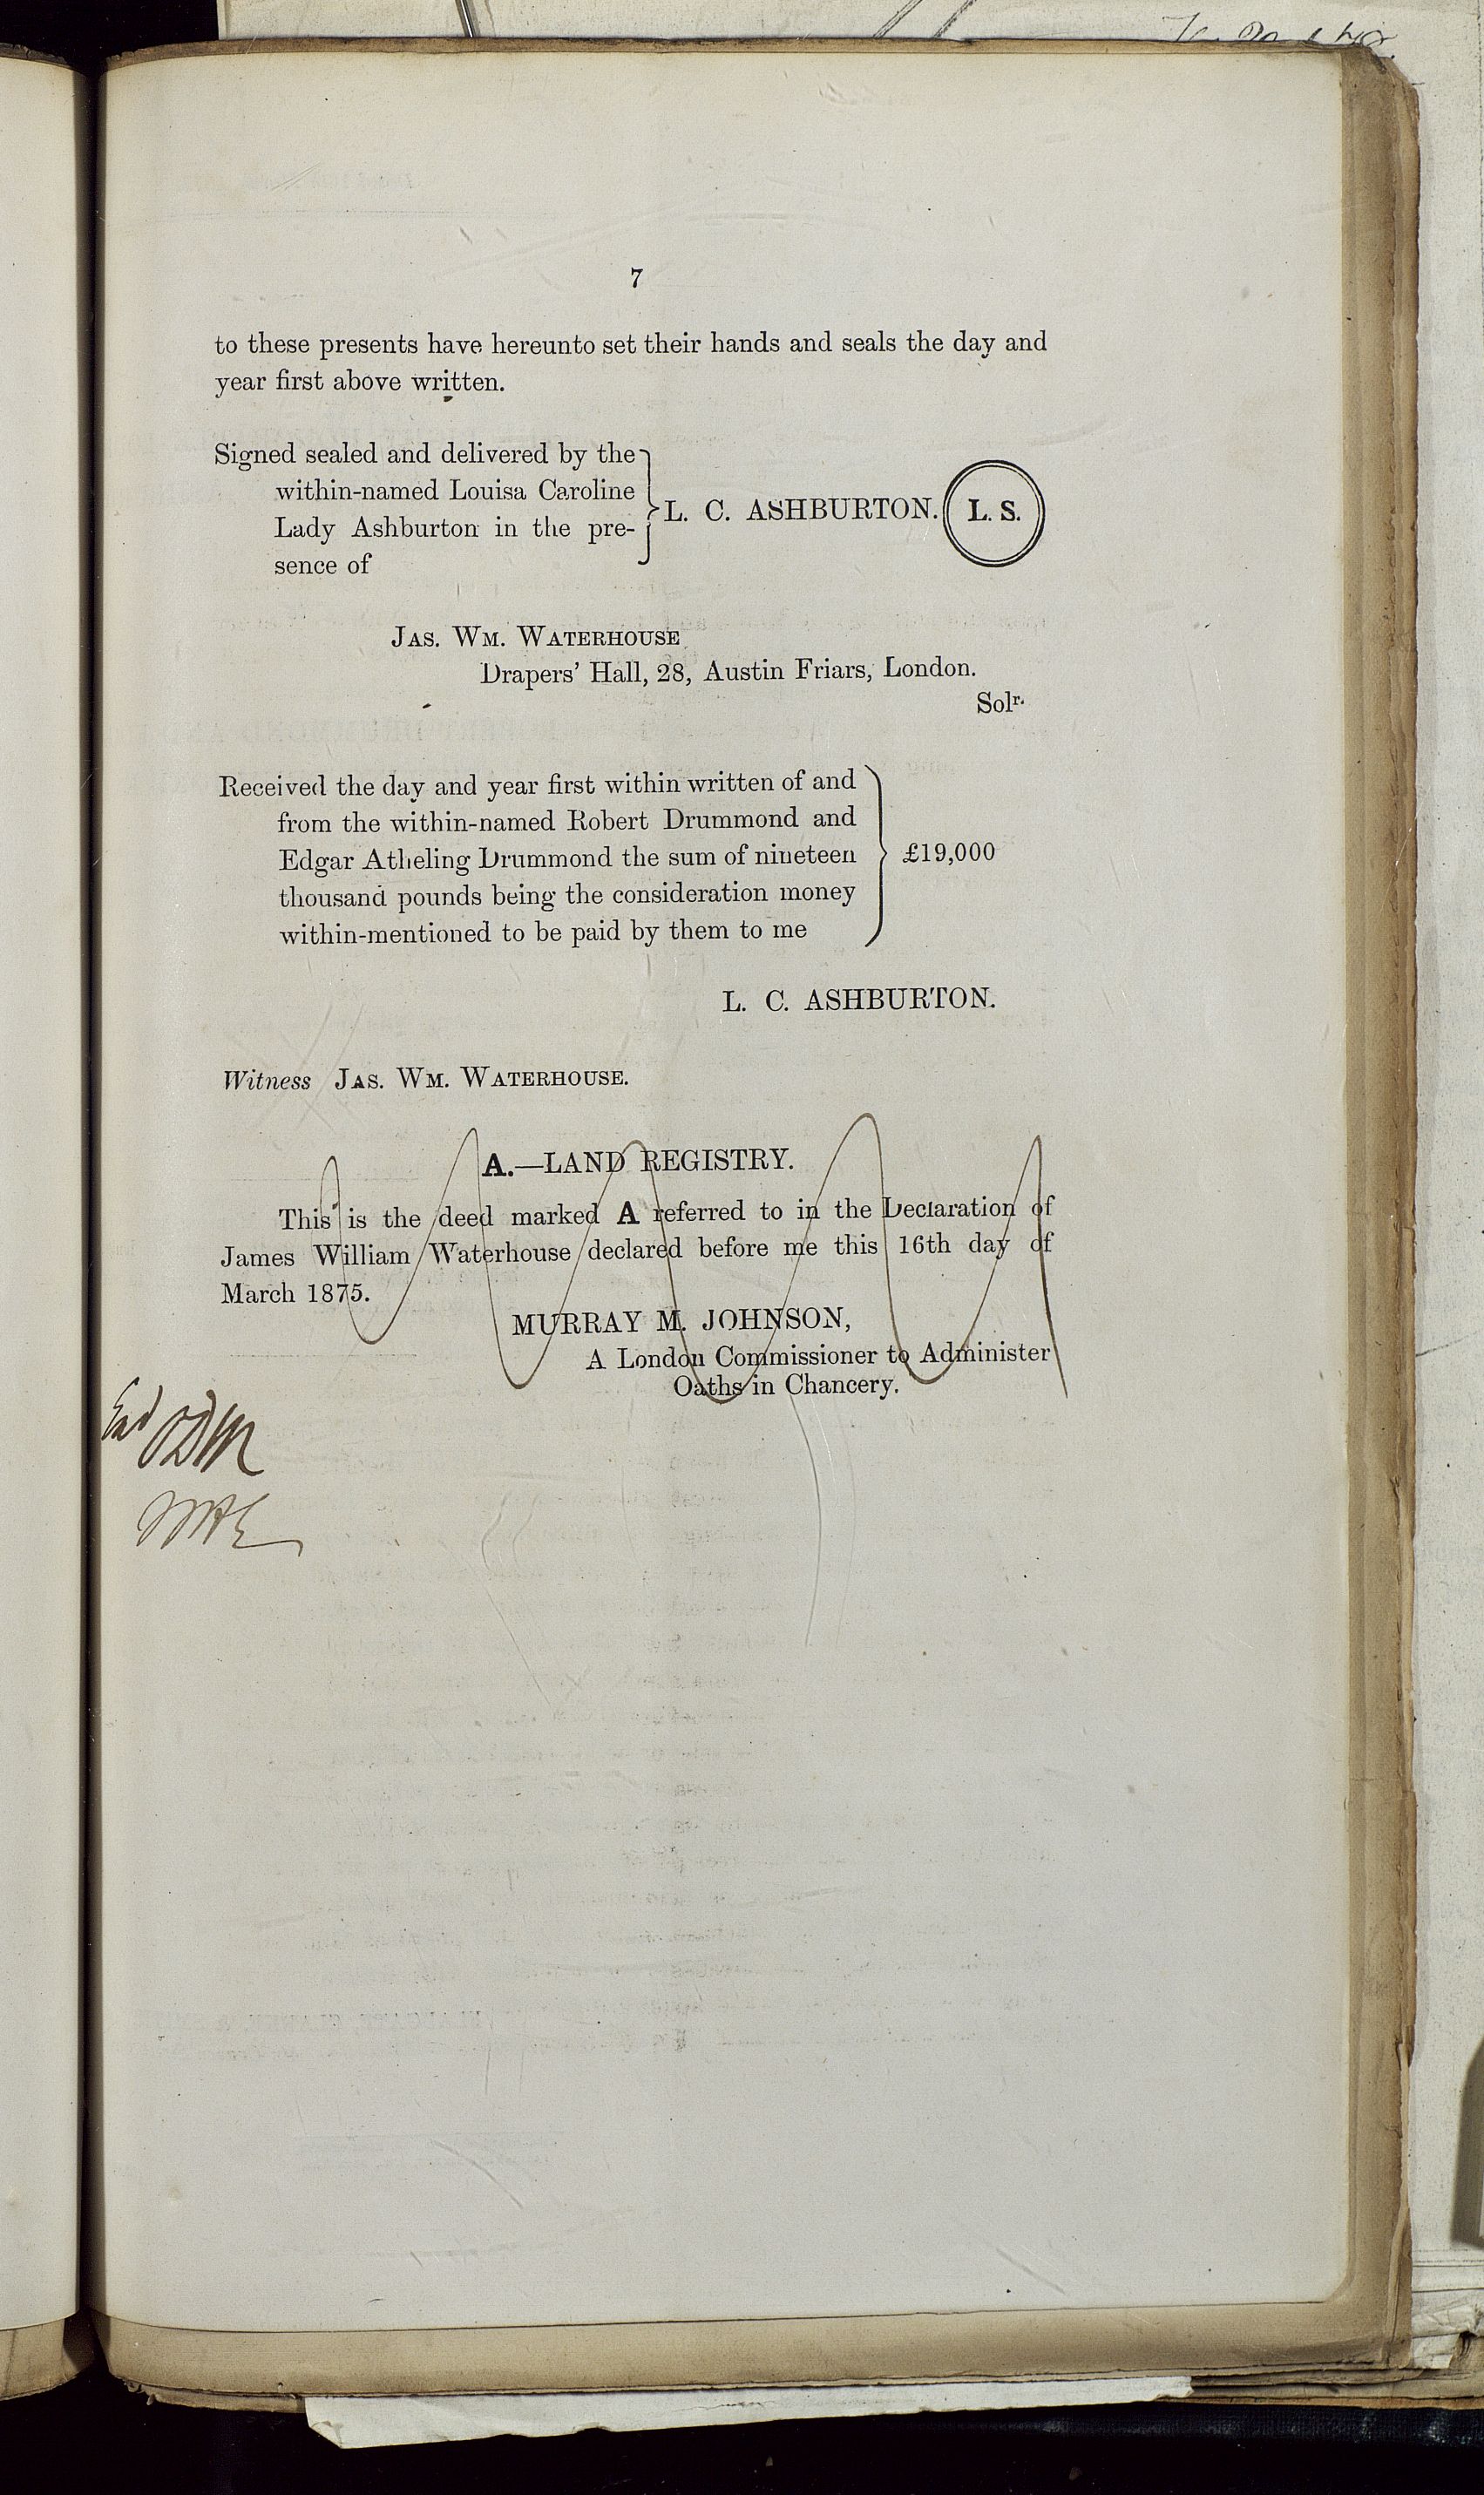 7
to these presents have hereunto set their hands and seals the day and
year first above written.
Signed sealed and delivered by the
within-named Louisa Caroline
Lady Ashburton in the pre-
sence of
L. C. ASHBURTON. L. S.
JAS. WM. WATERHOUSE
Drapers' Hall, 28, Austin Friars, London.
Solr.
Received the day and year first within written of and
from the within-named Robert Drummond and
Edgar Atheling Drummond the sum of nineteen
thousand pounds being the consideration money
within-mentioned to be paid by them to me
£19,000
L. C. ASHBURTON.
Witness JAS. WM. WATERHOUSE.
A.—LAND REGISTRY.
This is the deed marked A referred to in the Declaration of
James William Waterhouse declared before me this 16th day of
March 1875.
MURRAY M. JOHNSON,
A London Commissioner to Administer
Oaths in Chancery.